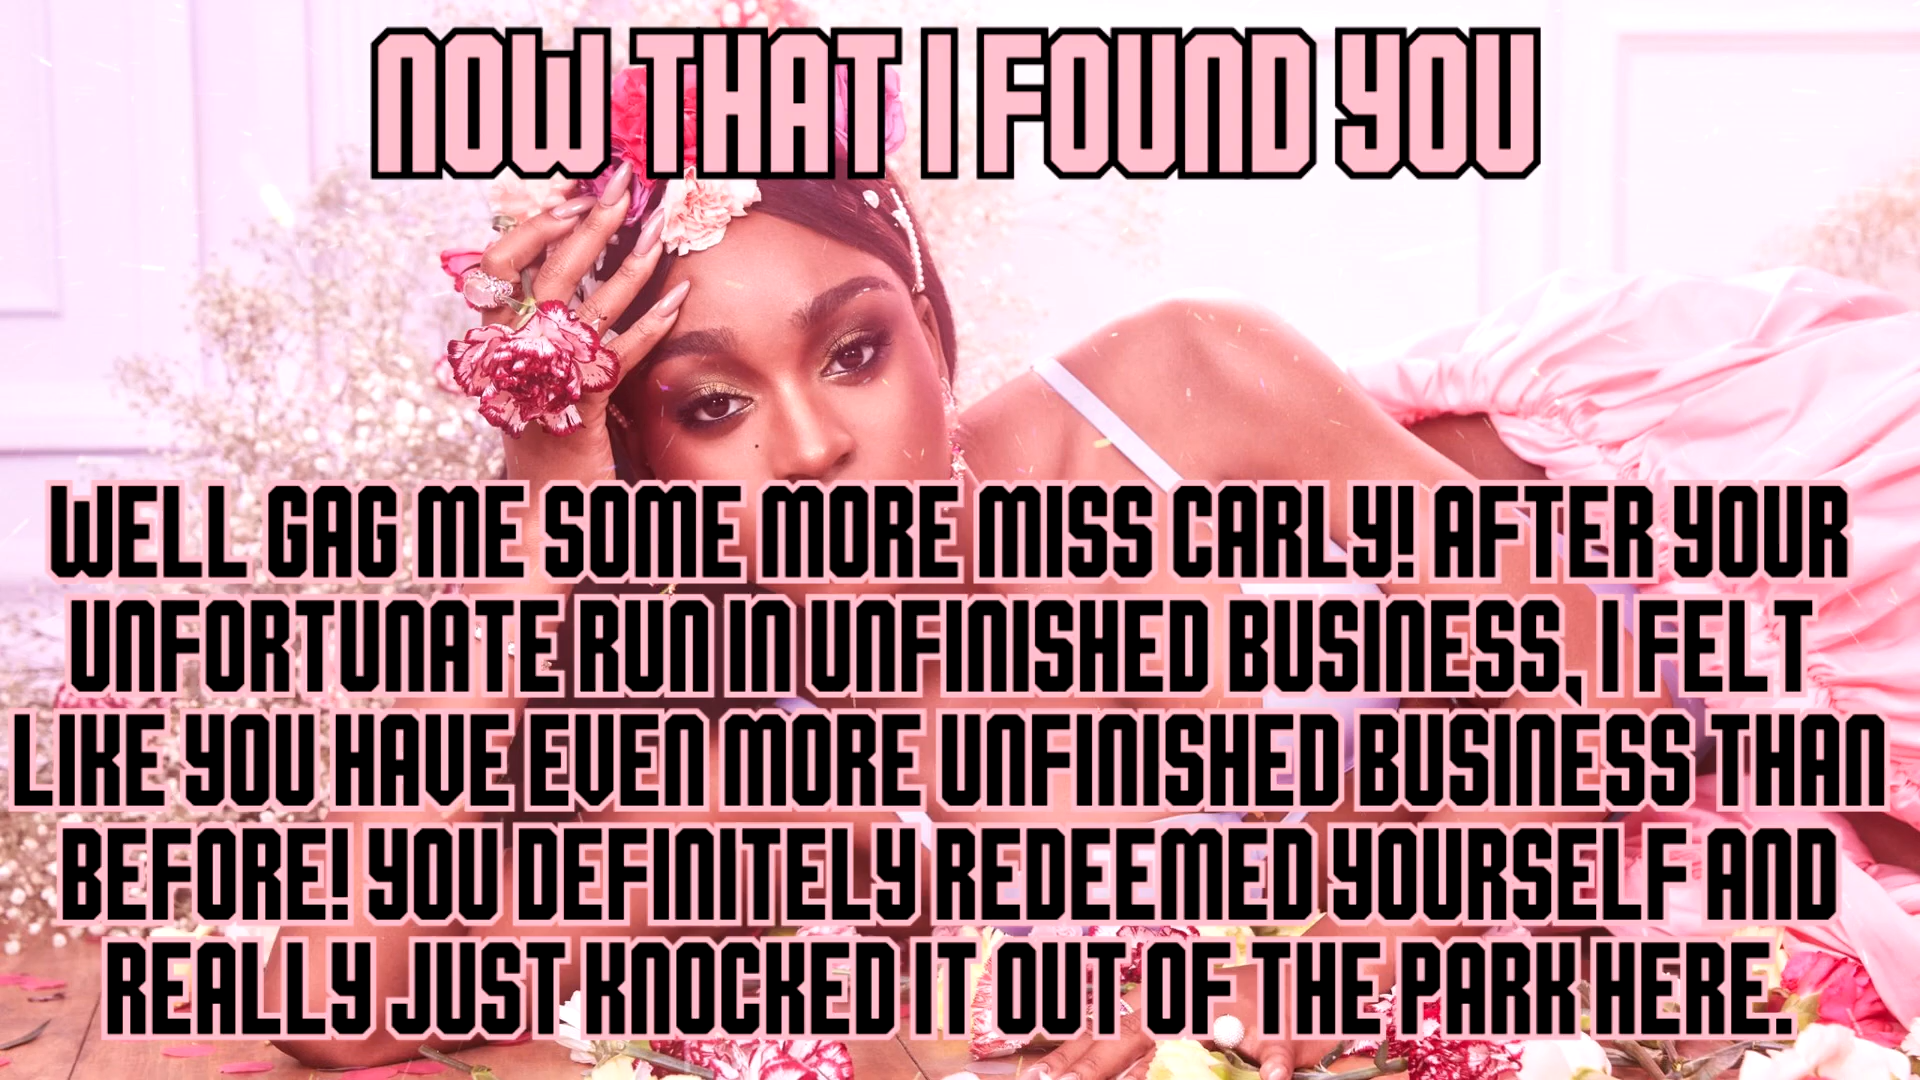 NOW THAT I FOUND YOU
WELL GAG ME SOME MORE MISS CARLY! AFTER YOUR
UNFORTUNATE RUN IN UNFINISHED BUSINESS, I FELT
LIKE YOU HAVE EVEN MORE UNFINISHED BUSINESS THAN
BEFORE! YOU DEFINITELY REDEEMED YOURSELF AND
REALLY JUST KNOCKED IT OUT OF THE PARK HERE.